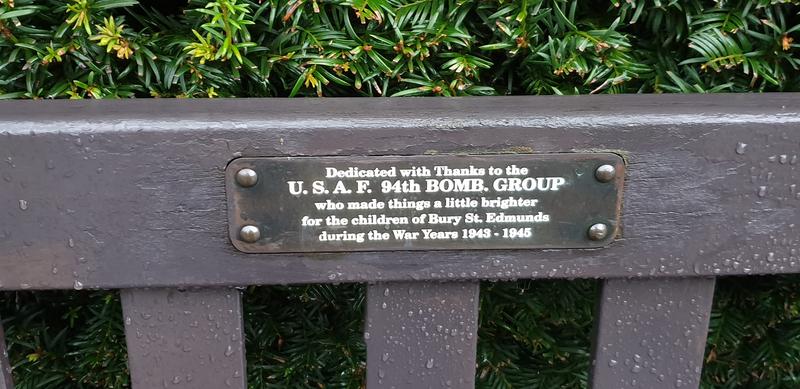 Dedicated with Thanks to the
U. S. A. F. 94th BOMB. GROUP
who made things a little brighter
for the children of Bury St. Edmunds
during the War Years 1943 - 1945